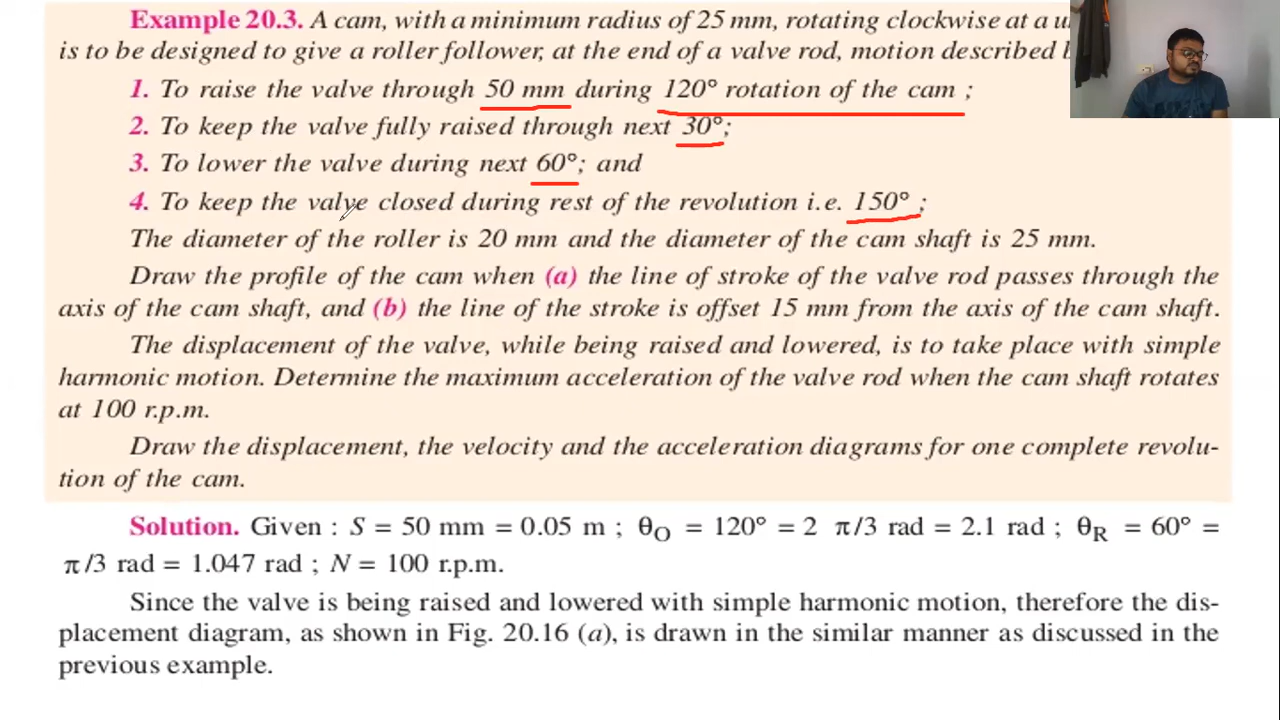 Example 20.3. A cam, with a minimum radius of 25 mm, rotating clockwise at a
is to be designed to give a roller follower, at the end of a valve rod, motion described
1. To raise the valve through 50 mm during 120° rotation of the cam ;
2. To keep the valve fully raised through next 30°;
3. To lower the valve during next 60°; and
4. To keep the valve closed during rest of the revolution i.e. 150° ;
The diameter of the roller is 20 mm and the diameter of the cam shaft is 25 mm.
Draw the profile of the cam when (a) the line of stroke of the valve rod passes through the
axis of the cam shaft, and (b) the line of the stroke is offset 15 mm from the axis of the cam shaft.
The displacement of the valve, while being raised and lowered, is to take place with simple
harmonic motion. Determine the maximum acceleration of the valve rod when the cam shaft rotates
at 100 r.p.m.
Draw the displacement, the velocity and the acceleration diagrams for one complete revolu-
tion of the cam.
Solution. Given : S = 50 mm = 0.05 m ; θO = 120° = 2 π/3 rad = 2.1 rad ; θR = 60° =
π/3 rad = 1.047 rad ; N = 100 r.p.m.
Since the valve is being raised and lowered with simple harmonic motion, therefore the dis-
placement diagram, as shown in Fig. 20.16 (a), is drawn in the similar manner as discussed in the
previous example.